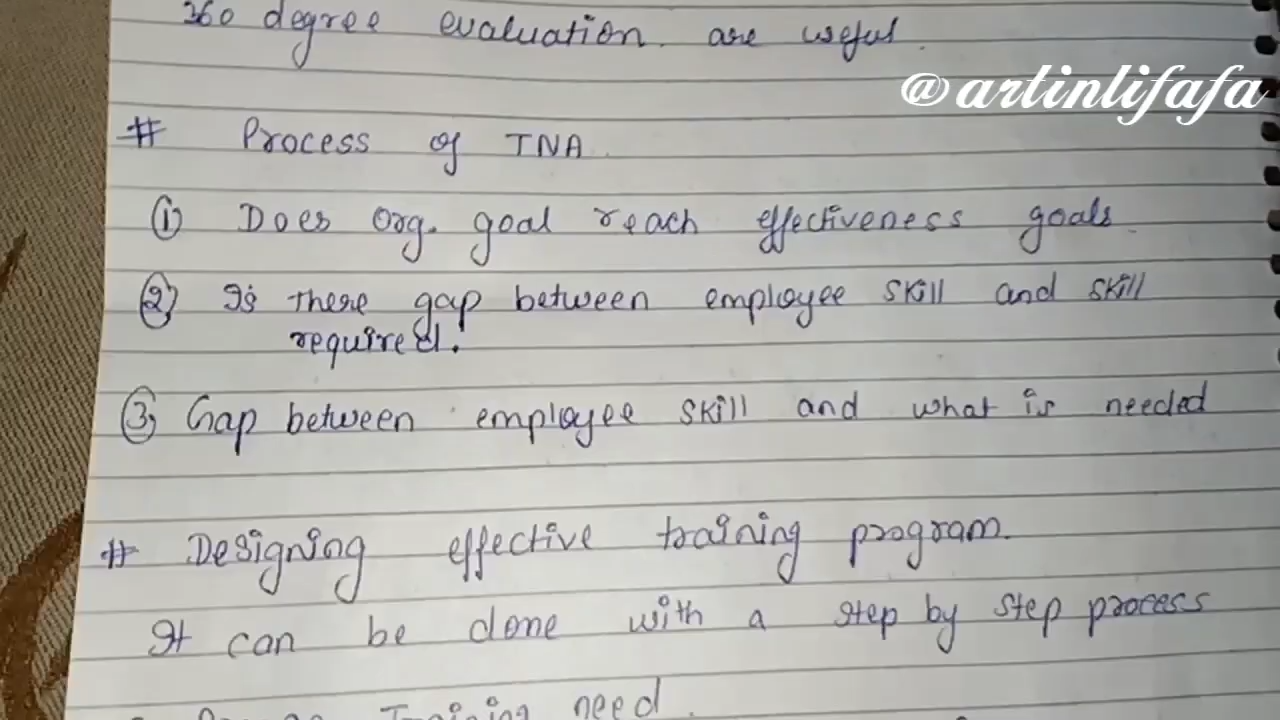 360 degree evaluation are useful.
@artinlifafa
# Process of TNA.
① Does Org. goal reach effectiveness goals.
② Is there gap between employee skill and skill
required.
③ Gap between employee skill and what is needed
# Designing effective training program.
It can be done with a step by step process
Training need.